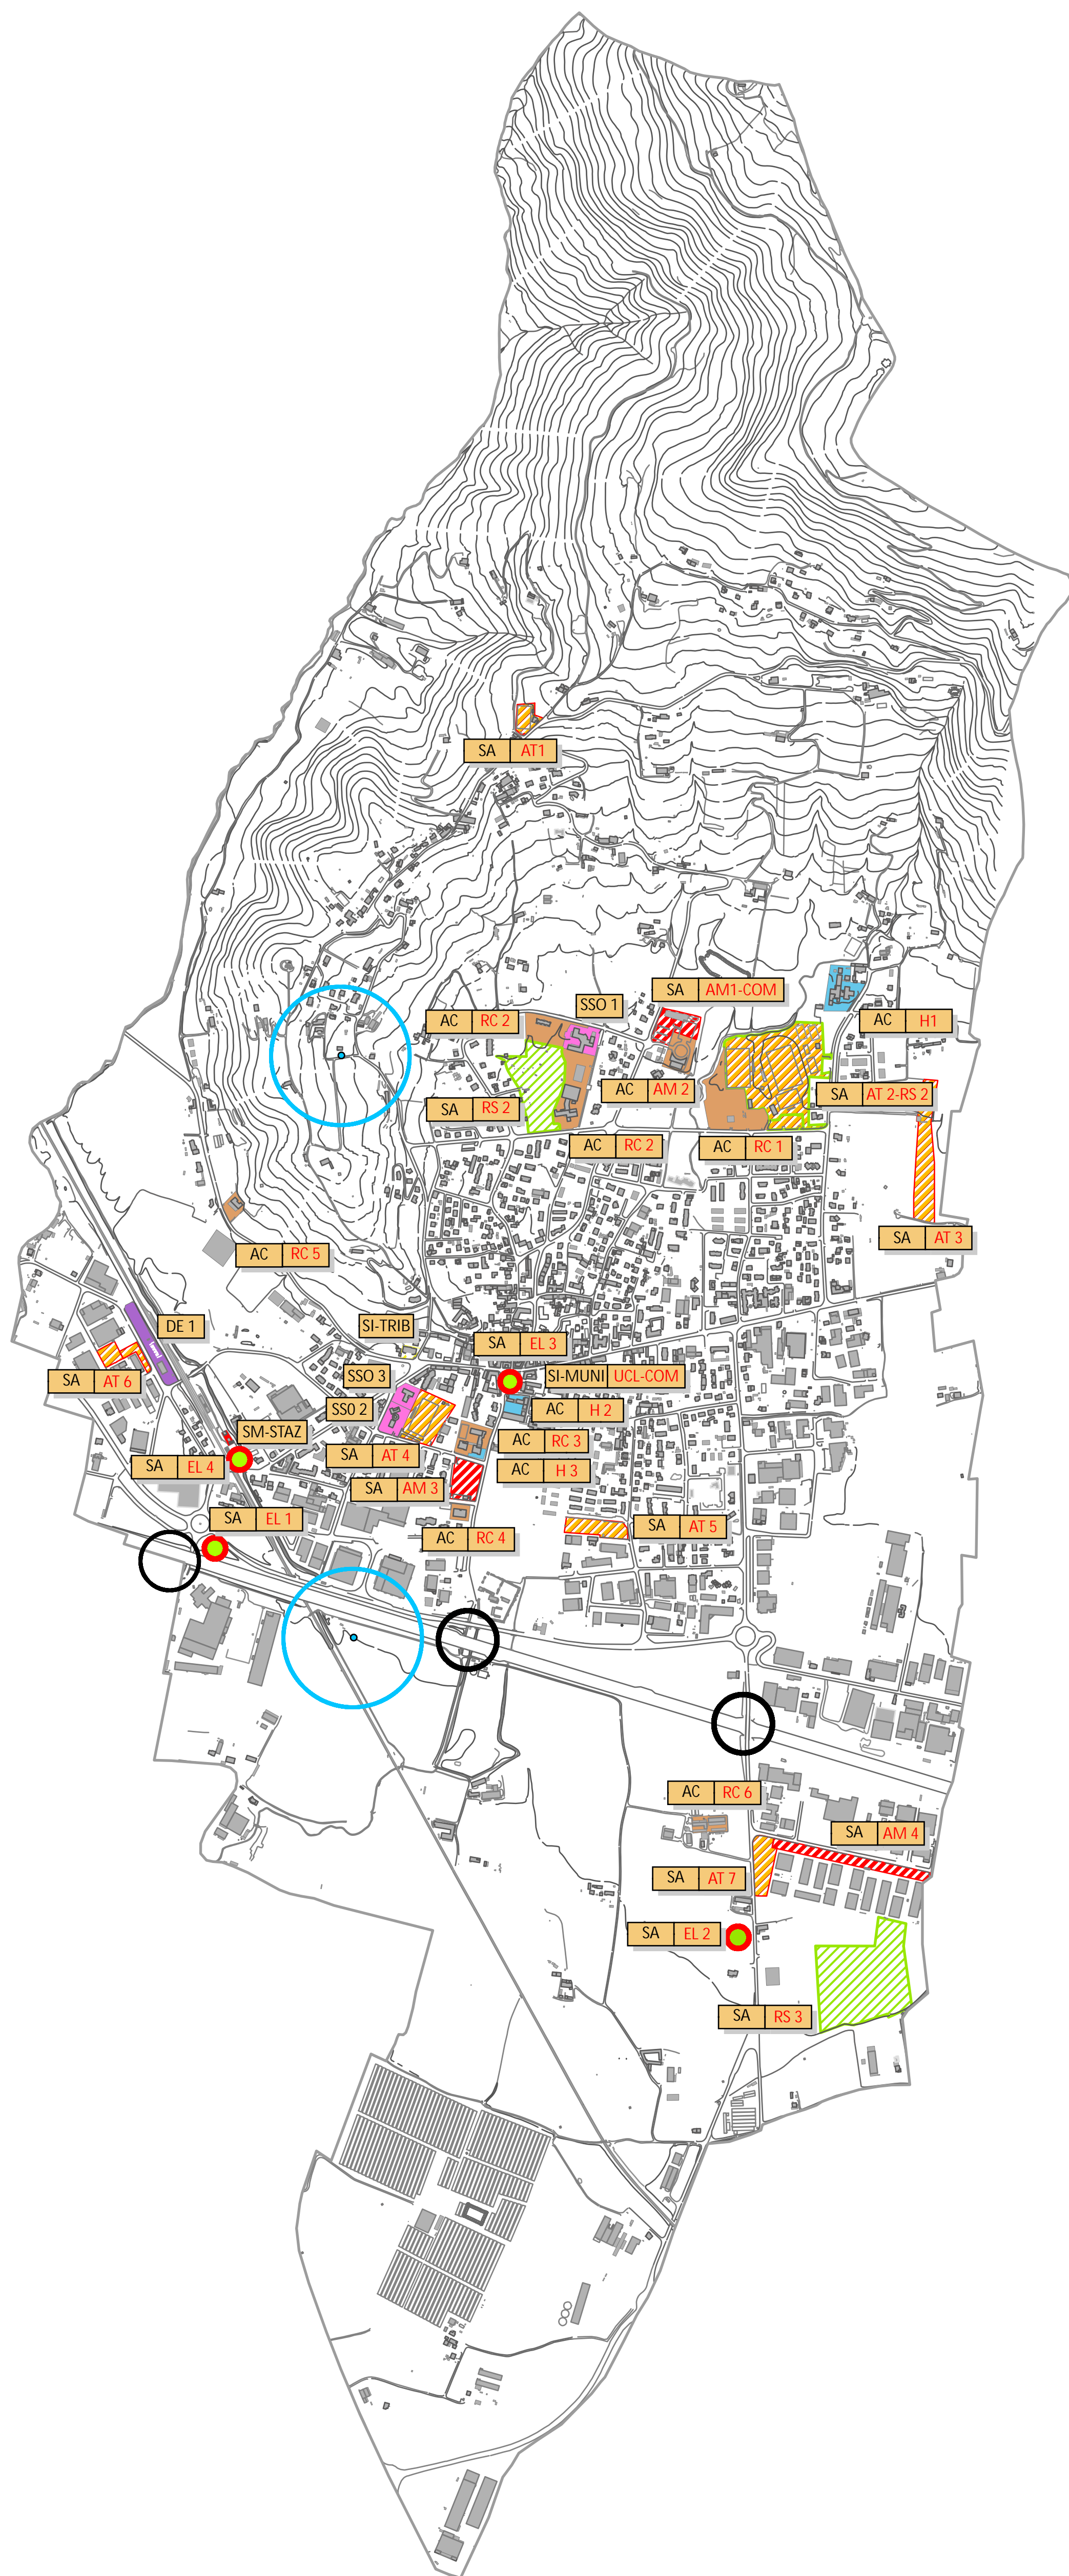 SA AT1
SA AM1-COM
SSO 1
AC RC 2
AC H1
AC AM 2
SA AT 2-RS 2
SA RS 2
AC RC 2
AC RC 1
SA AT 3
AC RC 5
DE 1
SI-TRIB
SA EL 3
SSO 3
SI-MUNI UCL-COM
SA AT 6
SSO 2
AC H 2
SM-STAZ
AC RC 3
SA AT 4
SA EL 4
AC H 3
SA AM 3
SA EL 1
SA AT 5
AC RC 4
AC RC 6
SA AM 4
SA AT 7
SA EL 2
SA RS 3